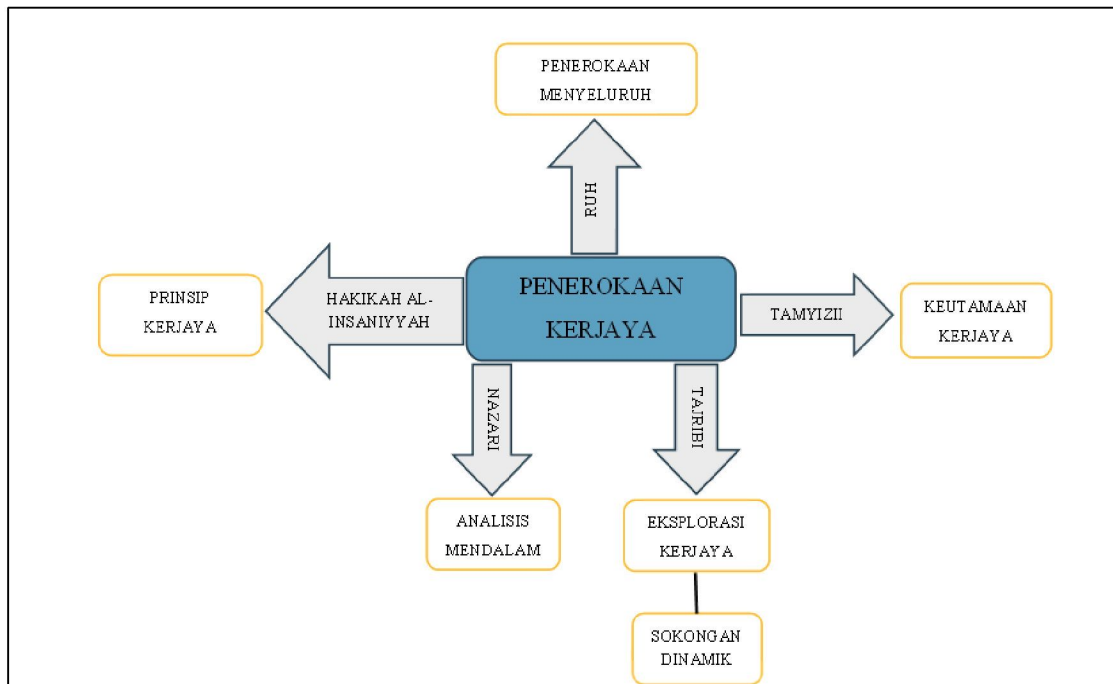 PENEROKAAN
MENYELURUH
RUH
PRINSIP
KERJAYA
HAKIKAH AL-
INSANIYYAH
PENEROKAAN
KERJAYA
TAMYIZII
KEUTAMAAN
KERJAYA
NAZARI
TAJRIBI
ANALISIS
MENDALAM
EKSPLORASI
KERJAYA
SOKONGAN
DINAMIK